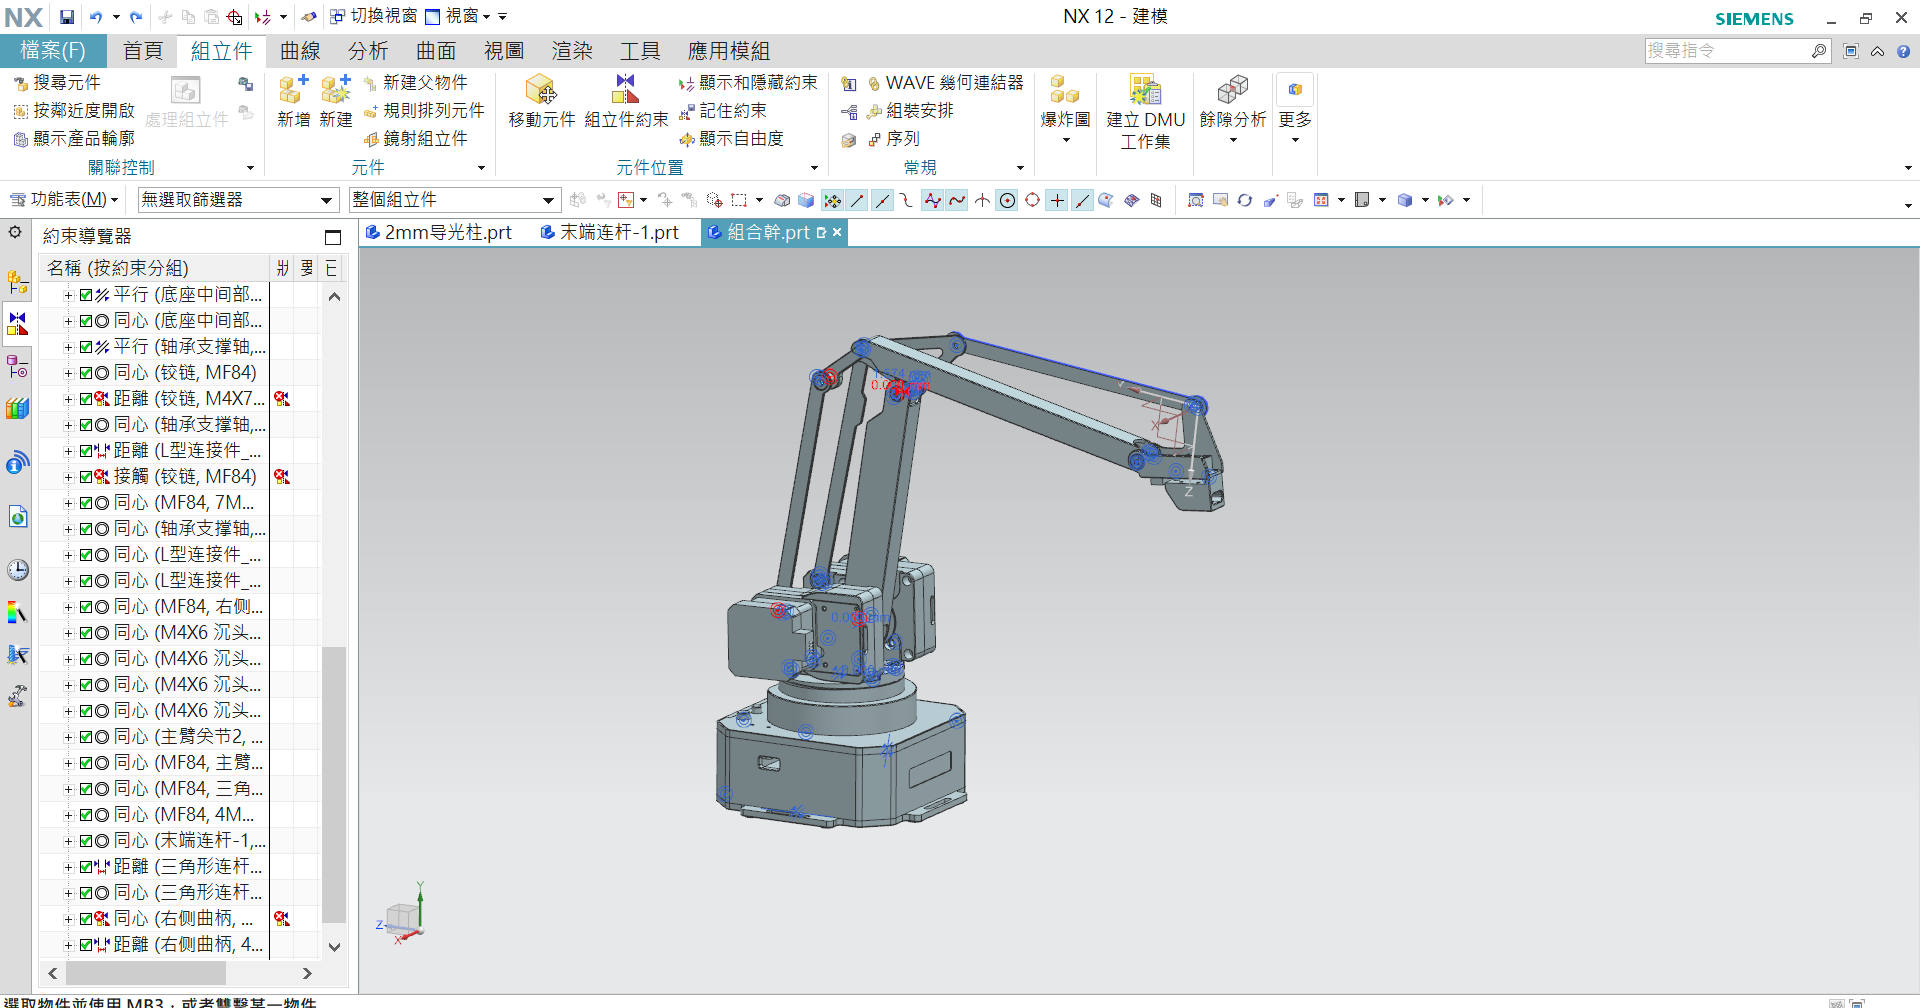 NX 切換視窗 視窗 NX 12 - 建模 SIEMENS
檔案(F) 首頁 組立件 曲線 分析 曲面 視圖 渲染 工具 應用模組 搜尋指令
搜尋元件 新建父物件 顯示和隱藏約束 WAVE 幾何連結器
按鄰近度開啟 處理組立件 新增 新建 規則排列元件 移動元件 組立件約束 記住約束 組裝安排 爆炸圖 建立 DMU 工作集 餘隙分析 更多
顯示產品輪廓 鏡射組立件 顯示自由度 序列
關聯控制 元件 元件位置 常規
功能表(M) 無選取篩選器 整個組立件
約束導覽器 2mm导光柱.prt 末端连杆-1.prt 組合幹.prt
名稱 (按約束分組)
平行 (底座中间部...
同心 (底座中间部...
平行 (轴承支撑轴,...
同心 (铰链, MF84)
距離 (铰链, M4X7...
同心 (轴承支撑轴,...
距離 (L型连接件_...
接觸 (铰链, MF84)
同心 (MF84, 7M...
同心 (轴承支撑轴,...
同心 (L型连接件_...
同心 (L型连接件_...
同心 (MF84, 右侧...
同心 (M4X6 沉头...
同心 (M4X6 沉头...
同心 (M4X6 沉头...
同心 (M4X6 沉头...
同心 (主臂关节2, ...
同心 (MF84, 主臂...
同心 (MF84, 三角...
同心 (MF84, 4M...
同心 (末端连杆-1,...
距離 (三角形连杆...
同心 (三角形连杆...
同心 (右侧曲柄, ...
距離 (右侧曲柄, 4...
X
Z
Y
Z
X
選取物件並使用 MB3，或者雙擊某一物件